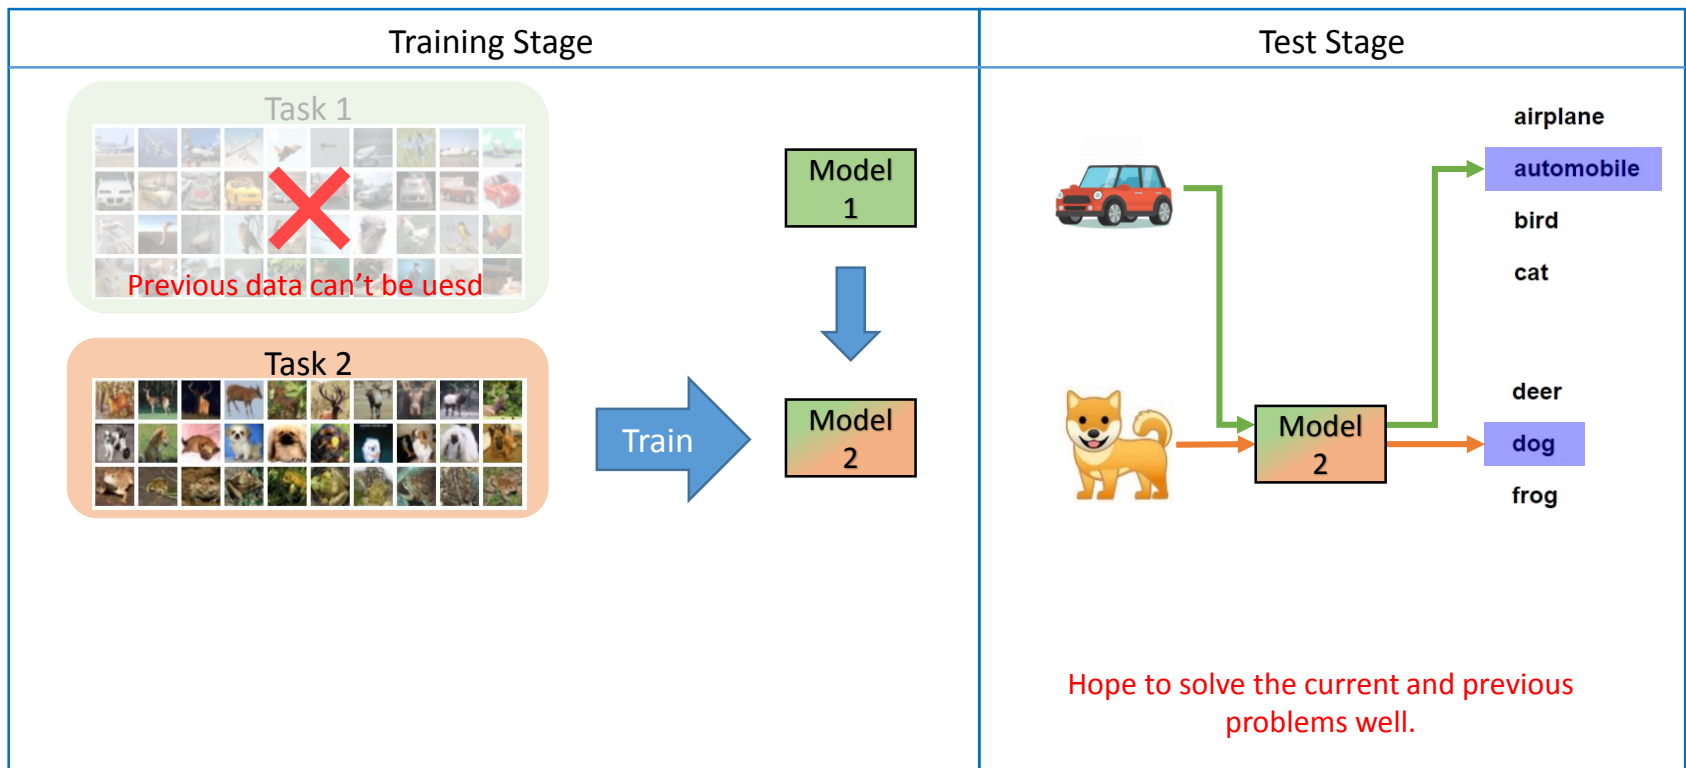 Training Stage
Test Stage
Task 1
Previous data can't be uesd
Task 2
Train
Model
1
Model
2
airplane
automobile
bird
cat
deer
dog
frog
Model
2
Hope to solve the current and previous
problems well.